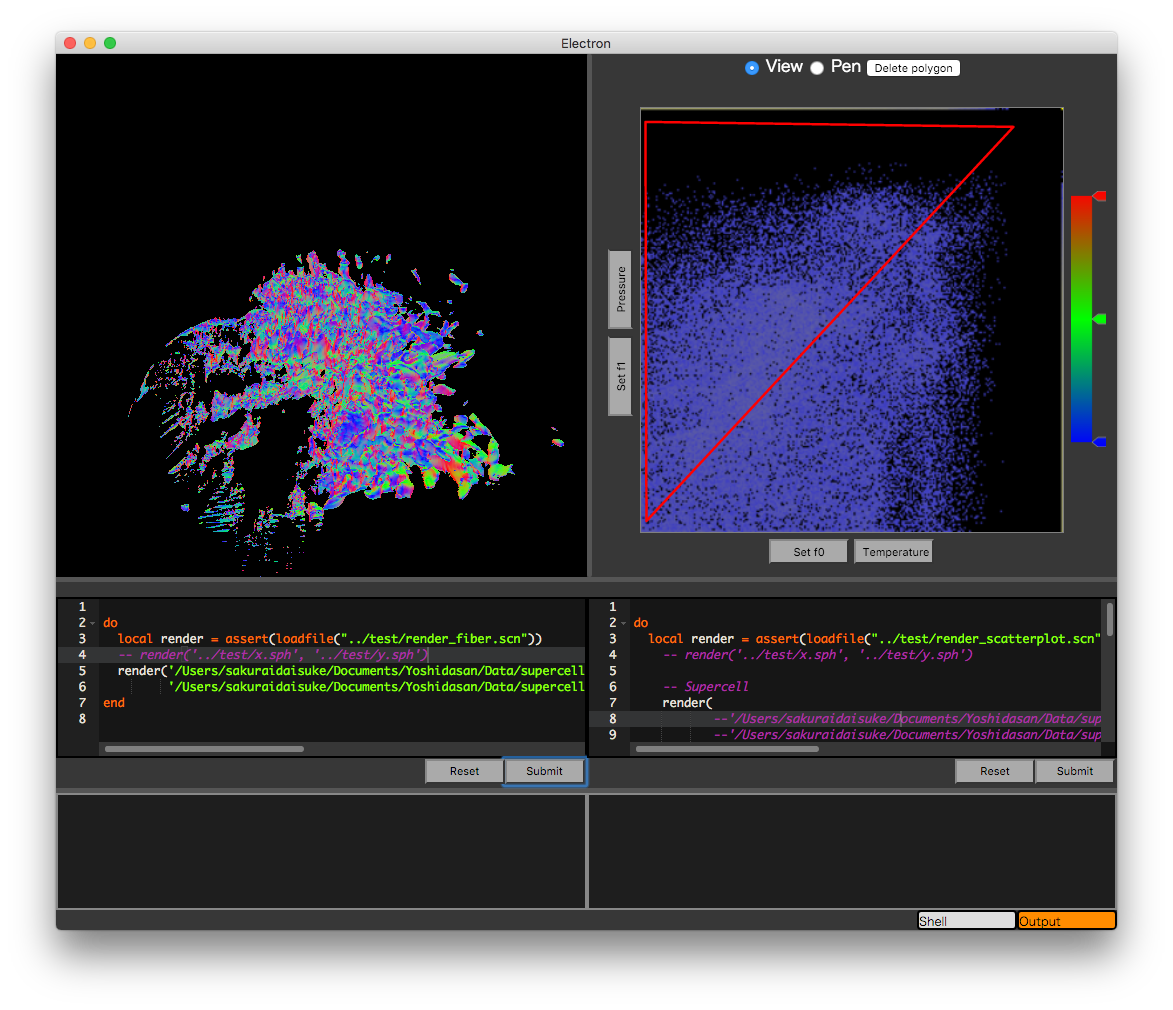 Electron
View Pen Delete polygon
Pressure
Set f1
Set f0 Temperature
1
2 do
3 local render = assert(loadfile("../test/render_fiber.scn"))
4 -- render('../test/x.sph', '../test/y.sph')
5 render('/Users/sakuraidaisuke/Documents/Yoshidasan/Data/supercell
6 '/Users/sakuraidaisuke/Documents/Yoshidasan/Data/supercell
7 end
8
Reset Submit
1
2 do
3 local render = assert(loadfile("../test/render_scatterplot.scn"
4 -- render('../test/x.sph', '../test/y.sph')
5
6 -- Supercell
7 render(
8 --'/Users/sakuraidaisuke/Documents/Yoshidasan/Data/sup
9 --'/Users/sakuraidaisuke/Documents/Yoshidasan/Data/sup
Reset Submit
Shell Output